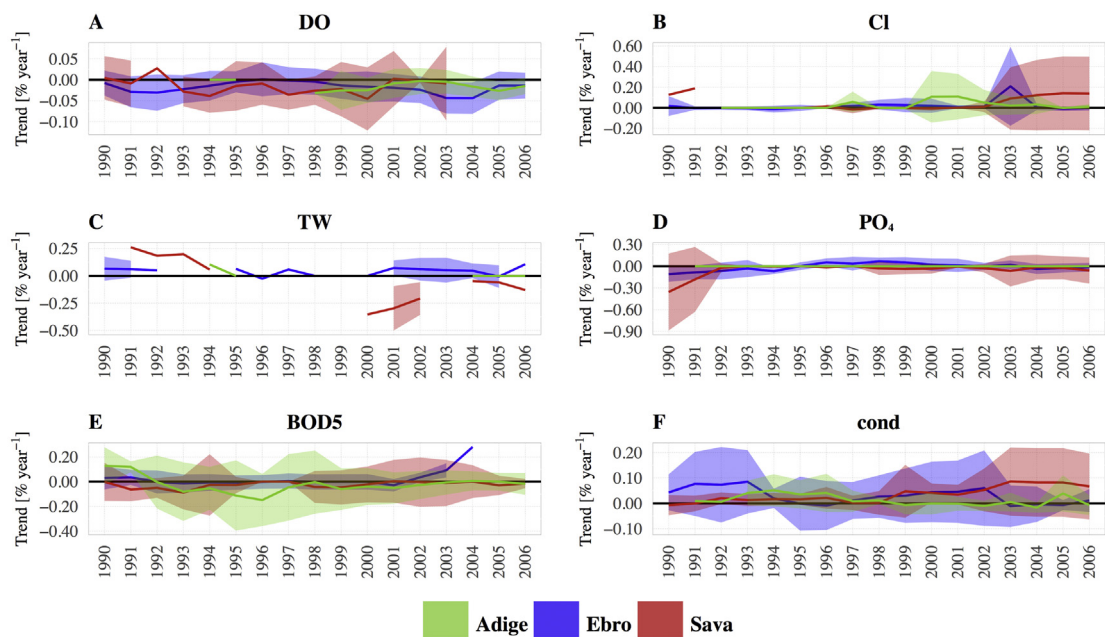 A DO
Trend [% year⁻¹]
0.05
0.00
−0.05
−0.10
1990 1991 1992 1993 1994 1995 1996 1997 1998 1999 2000 2001 2002 2003 2004 2005 2006
B Cl
Trend [% year⁻¹]
0.60
0.40
0.20
0.00
−0.20
1990 1991 1992 1993 1994 1995 1996 1997 1998 1999 2000 2001 2002 2003 2004 2005 2006
C TW
Trend [% year⁻¹]
0.25
0.00
−0.25
−0.50
1990 1991 1992 1993 1994 1995 1996 1997 1998 1999 2000 2001 2002 2003 2004 2005 2006
D PO₄
Trend [% year⁻¹]
0.30
0.00
−0.30
−0.60
−0.90
1990 1991 1992 1993 1994 1995 1996 1997 1998 1999 2000 2001 2002 2003 2004 2005 2006
E BOD5
Trend [% year⁻¹]
0.20
0.00
−0.20
−0.40
1990 1991 1992 1993 1994 1995 1996 1997 1998 1999 2000 2001 2002 2003 2004 2005 2006
F cond
Trend [% year⁻¹]
0.20
0.10
0.00
−0.10
1990 1991 1992 1993 1994 1995 1996 1997 1998 1999 2000 2001 2002 2003 2004 2005 2006
Adige Ebro Sava